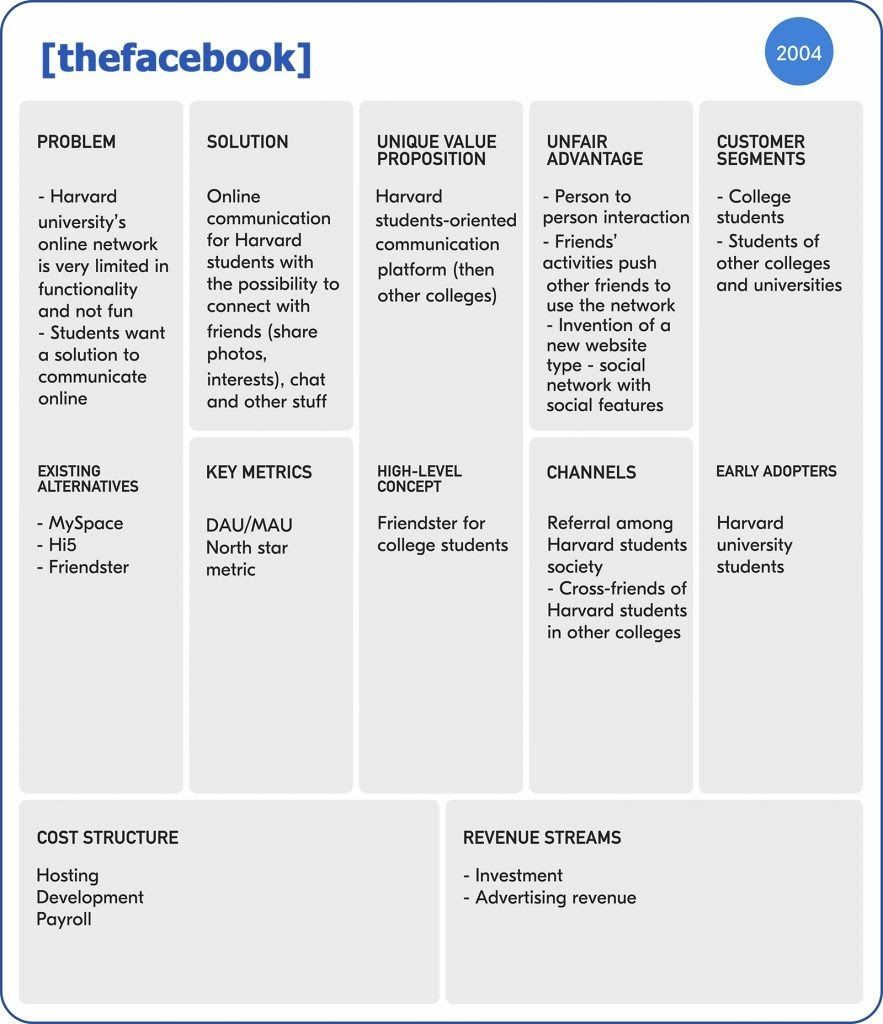 [thefacebook]
2004
PROBLEM
- Harvard
university's
online network
is very limited in
functionality
and not fun
- Students want
a solution to
communicate
online
EXISTING
ALTERNATIVES
- MySpace
- Hi5
- Friendster
SOLUTION
Online
communication
for Harvard
students with
the possibility to
connect with
friends (share
photos,
interests), chat
and other stuff
KEY METRICS
DAU/MAU
North star
metric
UNIQUE VALUE
PROPOSITION
Harvard
students-oriented
communication
platform (then
other colleges)
HIGH-LEVEL
CONCEPT
Friendster for
college students
UNFAIR
ADVANTAGE
- Person to
person interaction
- Friends'
activities push
other friends to
use the network
- Invention of a
new website
type - social
network with
social features
CHANNELS
Referral among
Harvard students
society
- Cross-friends of
Harvard students
in other colleges
CUSTOMER
SEGMENTS
- College
students
- Students of
other colleges
and universities
EARLY ADOPTERS
Harvard
university
students
COST STRUCTURE
Hosting
Development
Payroll
REVENUE STREAMS
- Investment
- Advertising revenue